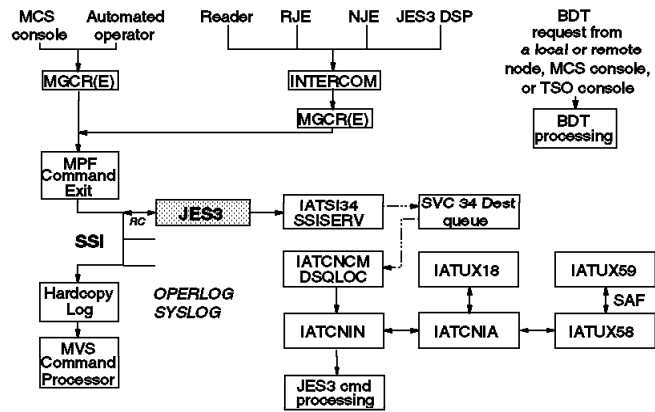 MCS console
Automated operator
Reader
RJE
NJE
JES3 DSP
BDT
request from
a local or remote
node, MCS console,
or TSO console
MGCR(E)
INTERCOM
MGCR(E)
BDT
processing
MPF
Command
Exit
RC
JES3
IATSI34
SSISERV
SVC 34 Dest
queue
SSI
IATCNCM
DSQLOC
IATUX18
IATUX59
Hardcopy
Log
OPERLOG
SYSLOG
SAF
IATCNIN
IATCNIA
IATUX58
MVS
Command
Processor
JES3 cmd
processing